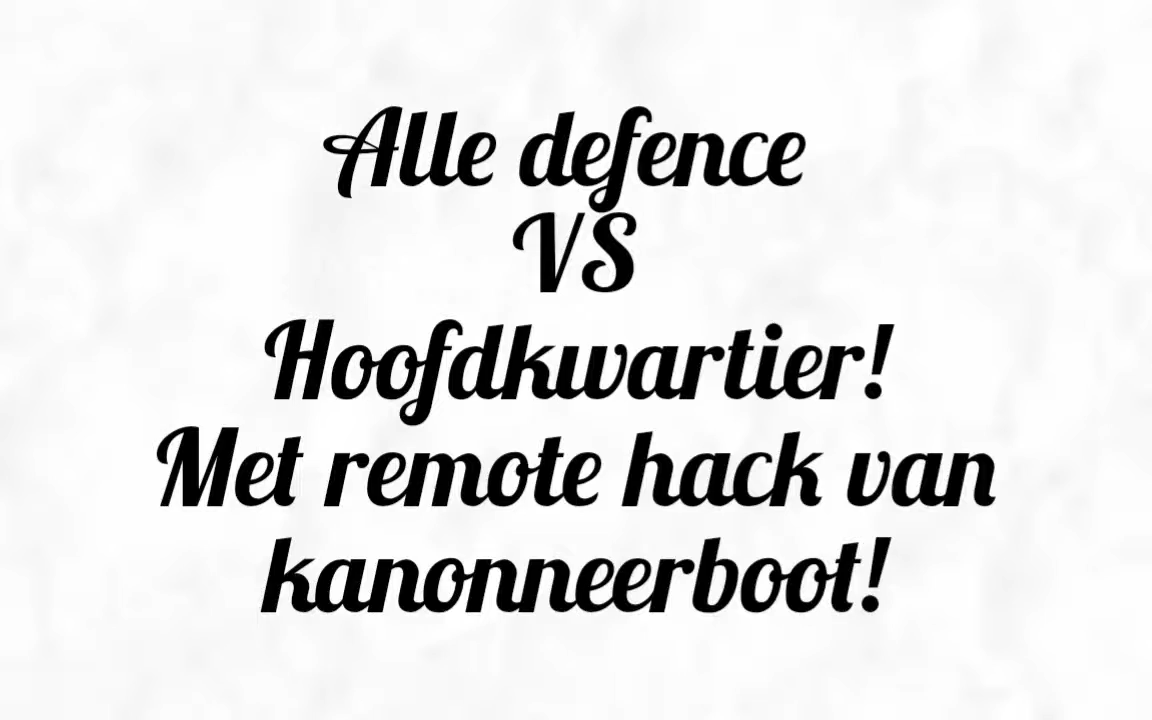 Alle defence
VS
Hoofdkwartier!
Met remote hack van
kanonneerboot!